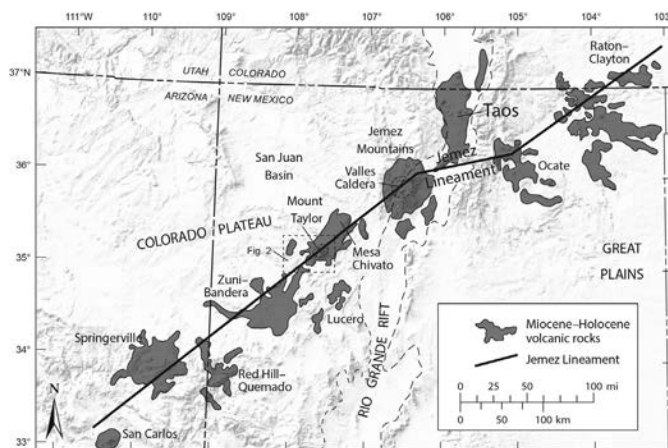 111°W 110° 109° 108° 107° 106° 105° 104° 103°
Raton–
Clayton
37°N
UTAH COLORADO
ARIZONA NEW MEXICO
Taos
Jemez
Mountains
Jemez
Lineament
San Juan
Basin
36°
Valles
Caldera
Ocate
Mount
Taylor
COLORADO PLATEAU
Fig. 2
Mesa
Chivato
GREAT
PLAINS
35°
Zuni–
Bandera
Lucerd
RIO GRANDE RIFT
Springerville
34°
Red Hill–
Quemado
N
33°
San Carlos
Miocene–Holocene
volcanic rocks
Jemez Lineament
0 25 50 100 mi
0 50 100 km